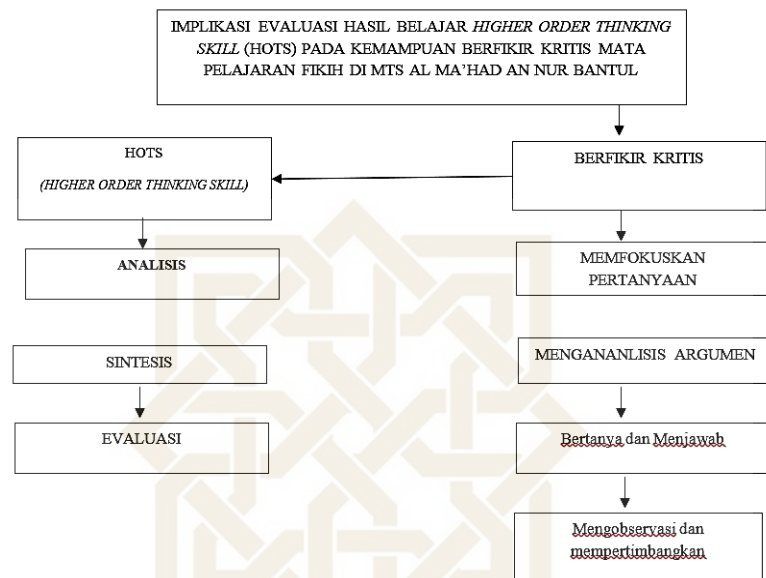 IMPLIKASI EVALUASI HASIL BELAJAR HIGHER ORDER THINKING
SKILL (HOTS) PADA KEMAMPUAN BERFIKIR KRITIS MATA
PELAJARAN FIKIH DI MTS AL MA'HAD AN NUR BANTUL
HOTS
(HIGHER ORDER THINKING SKILL)
BERFIKIR KRITIS
ANALISIS
MEMFOKUSKAN
PERTANYAAN
SINTESIS
MENGANANLISIS ARGUMEN
EVALUASI
Bertanya dan Menjawab
Mengobservasi dan
mempertimbangkan